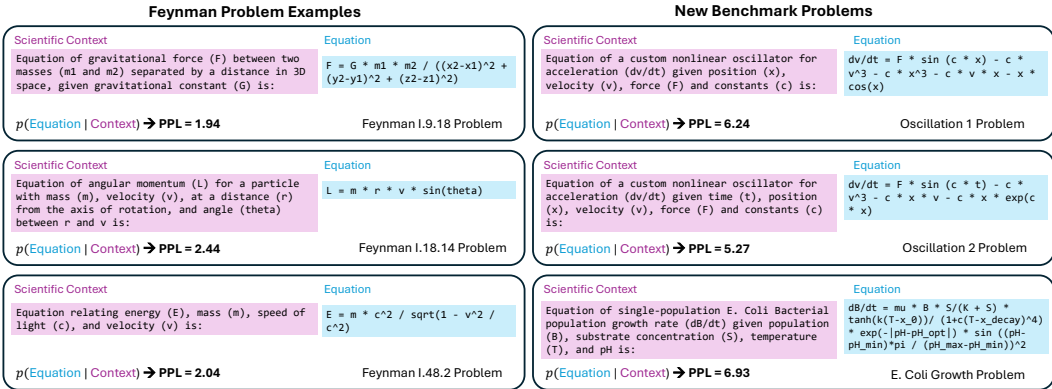 Feynman Problem Examples
Scientific Context
Equation of gravitational force (F) between two
masses (m1 and m2) separated by a distance in 3D
space, given gravitational constant (G) is:
Equation
F = G * m1 * m2 / ((x2-x1)^2 +
(y2-y1)^2 + (z2-z1)^2)
p(Equation | Context) ➔ PPL = 1.94
Feynman I.9.18 Problem
Scientific Context
Equation of angular momentum (L) for a particle
with mass (m), velocity (v), at a distance (r)
from the axis of rotation, and angle (theta)
between r and v is:
Equation
L = m * r * v * sin(theta)
p(Equation | Context) ➔ PPL = 2.44
Feynman I.18.14 Problem
Scientific Context
Equation relating energy (E), mass (m), speed of
light (c), and velocity (v) is:
Equation
E = m * c^2 / sqrt(1 - v^2 /
c^2)
p(Equation | Context) ➔ PPL = 2.04
Feynman I.48.2 Problem
New Benchmark Problems
Scientific Context
Equation of a custom nonlinear oscillator for
acceleration (dv/dt) given position (x),
velocity (v), force (F) and constants (c) is:
Equation
dv/dt = F * sin (c * x) - c *
v^3 - c * x^3 - c * v * x - x *
cos(x)
p(Equation | Context) ➔ PPL = 6.24
Oscillation 1 Problem
Scientific Context
Equation of a custom nonlinear oscillator for
acceleration (dv/dt) given time (t), position
(x), velocity (v), force (F) and constants (c)
is:
Equation
dv/dt = F * sin (c * t) - c *
v^3 - c * x * v - c * x * exp(c
* x)
p(Equation | Context) ➔ PPL = 5.27
Oscillation 2 Problem
Scientific Context
Equation of single-population E. Coli Bacterial
population growth rate (dB/dt) given population
(B), substrate concentration (S), temperature
(T), and pH is:
Equation
dB/dt = mu * B * S/(K + S) *
tanh(k(T-x_0))/ (1+c(T-x_decay)^4)
* exp(-|pH-pH_opt|) * sin ((pH-
pH_min)*pi / (pH_max-pH_min))^2
p(Equation | Context) ➔ PPL = 6.93
E. Coli Growth Problem